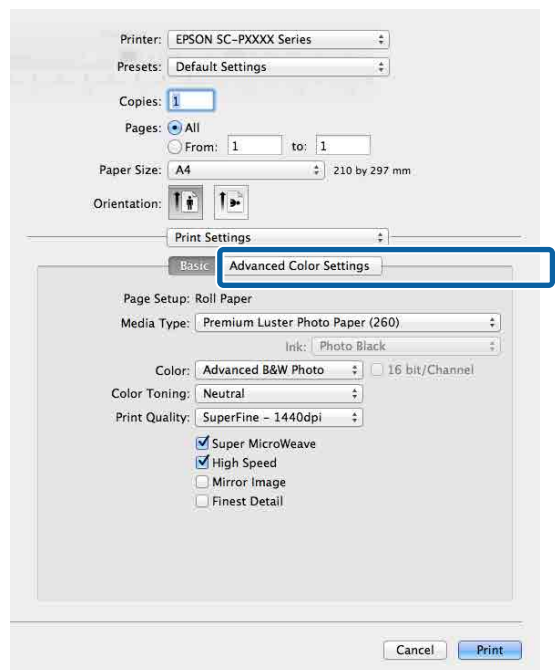 Printer: EPSON SC-PXXXX Series
Presets: Default Settings
Copies: 1
Pages: All
From: 1 to: 1
Paper Size: A4 210 by 297 mm
Orientation:
Print Settings
Basic Advanced Color Settings
Page Setup: Roll Paper
Media Type: Premium Luster Photo Paper (260)
Ink: Photo Black
Color: Advanced B&W Photo 16 bit/Channel
Color Toning: Neutral
Print Quality: SuperFine – 1440dpi
Super MicroWeave
High Speed
Mirror Image
Finest Detail
Cancel Print